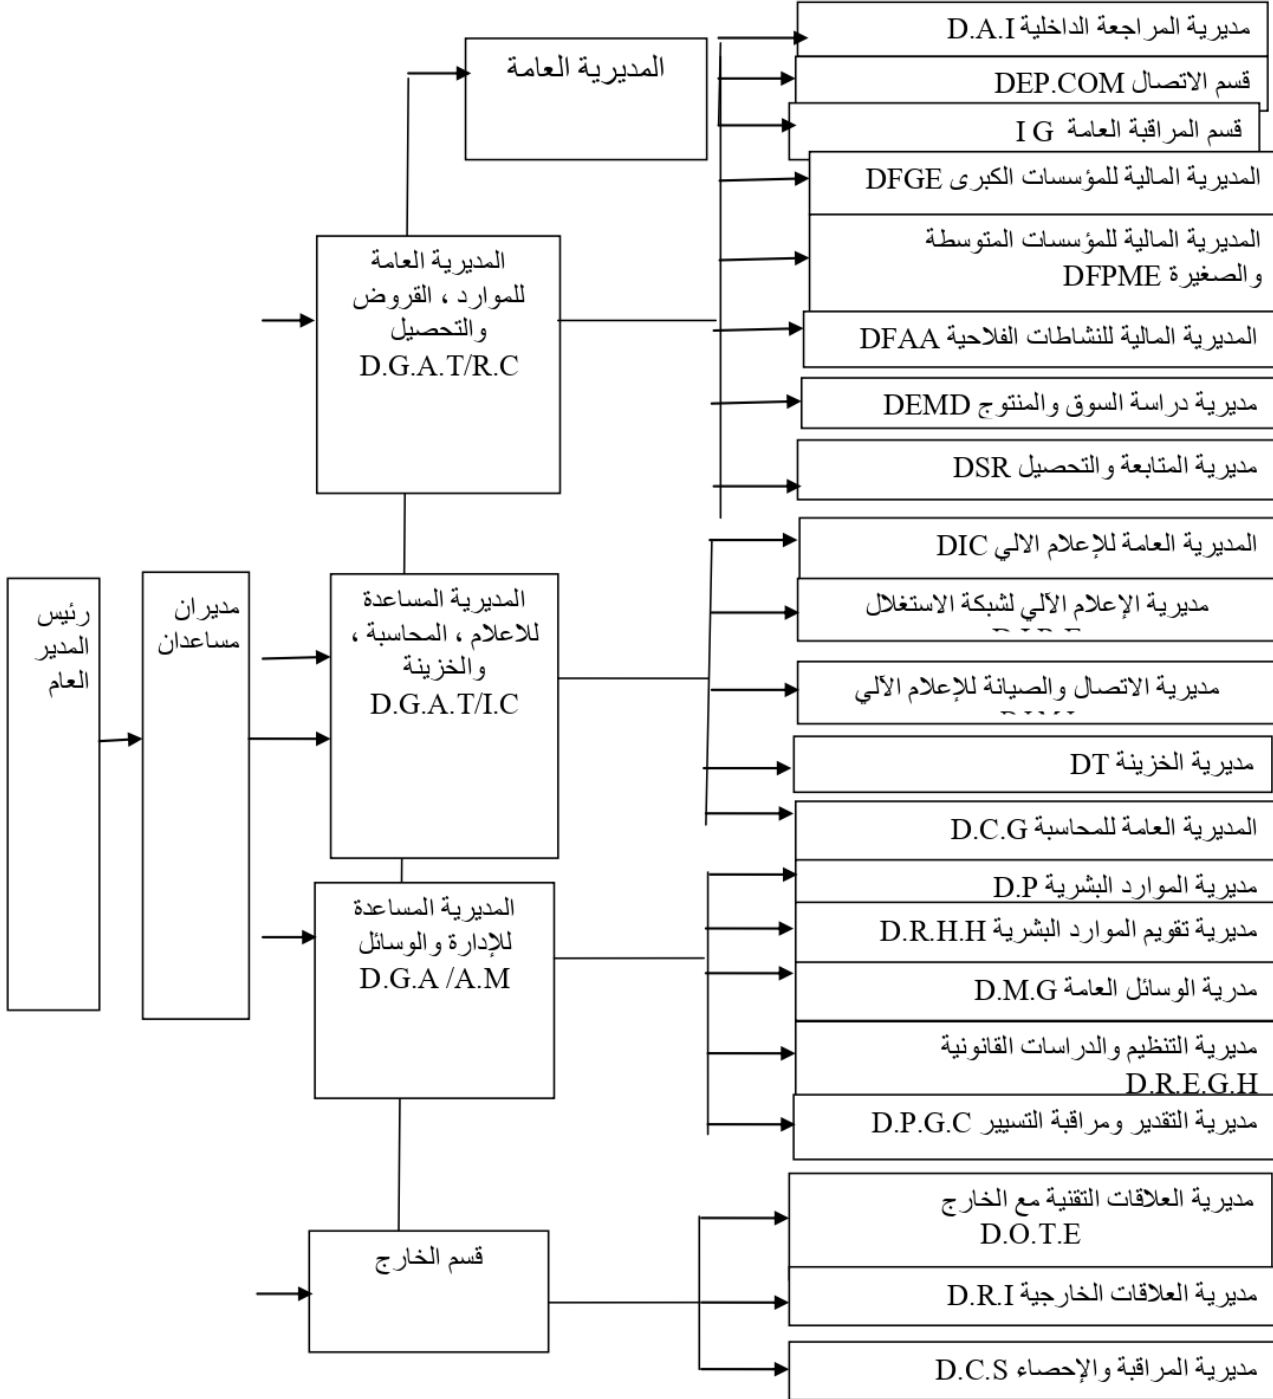 مديرية المراجعة الداخلية D.A.I
المديرية العامة
قسم الاتصال DEP.COM
قسم المراقبة العامة I G
المديرية المالية للمؤسسات الكبرى DFGE
المديرية العامة
للموارد ، القروض
والتحصيل
D.G.A.T/R.C
المديرية المالية للمؤسسات المتوسطة
والصغيرة DFPME
المديرية المالية للنشاطات الفلاحية DFAA
مديرية دراسة السوق والمنتوج DEMD
مديرية المتابعة والتحصيل DSR
المديرية العامة للإعلام الالي DIC
رئيس
المدير
العام
مديران
مساعدان
المديرية المساعدة
للاعلام ، المحاسبة ،
والخزينة
D.G.A.T/I.C
مديرية الإعلام الآلي لشبكة الاستغلال
مديرية الاتصال والصيانة للإعلام الآلي
مديرية الخزينة DT
المديرية العامة للمحاسبة D.C.G
المديرية المساعدة
للإدارة والوسائل
D.G.A /A.M
مديرية الموارد البشرية D.P
مديرية تقويم الموارد البشرية D.R.H.H
مدرية الوسائل العامة D.M.G
مديرية التنظيم والدراسات القانونية
D.R.E.G.H
مديرية التقدير ومراقبة التسيير D.P.G.C
قسم الخارج
مديرية العلاقات التقنية مع الخارج
D.O.T.E
مديرية العلاقات الخارجية D.R.I
مديرية المراقبة والإحصاء D.C.S